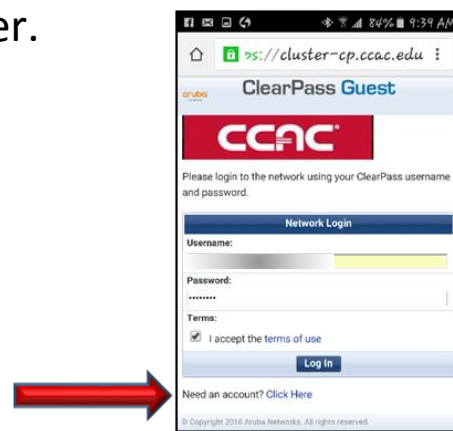 er.
84% 9:39 AM
ps://cluster-cp.ccac.edu
aruba
ClearPass Guest
CCAC
Please login to the network using your ClearPass username
and password.
Network Login
Username:
Password:
••••••••
Terms:
I accept the terms of use
Log In
Need an account? Click Here
© Copyright 2016 Aruba Networks. All rights reserved.